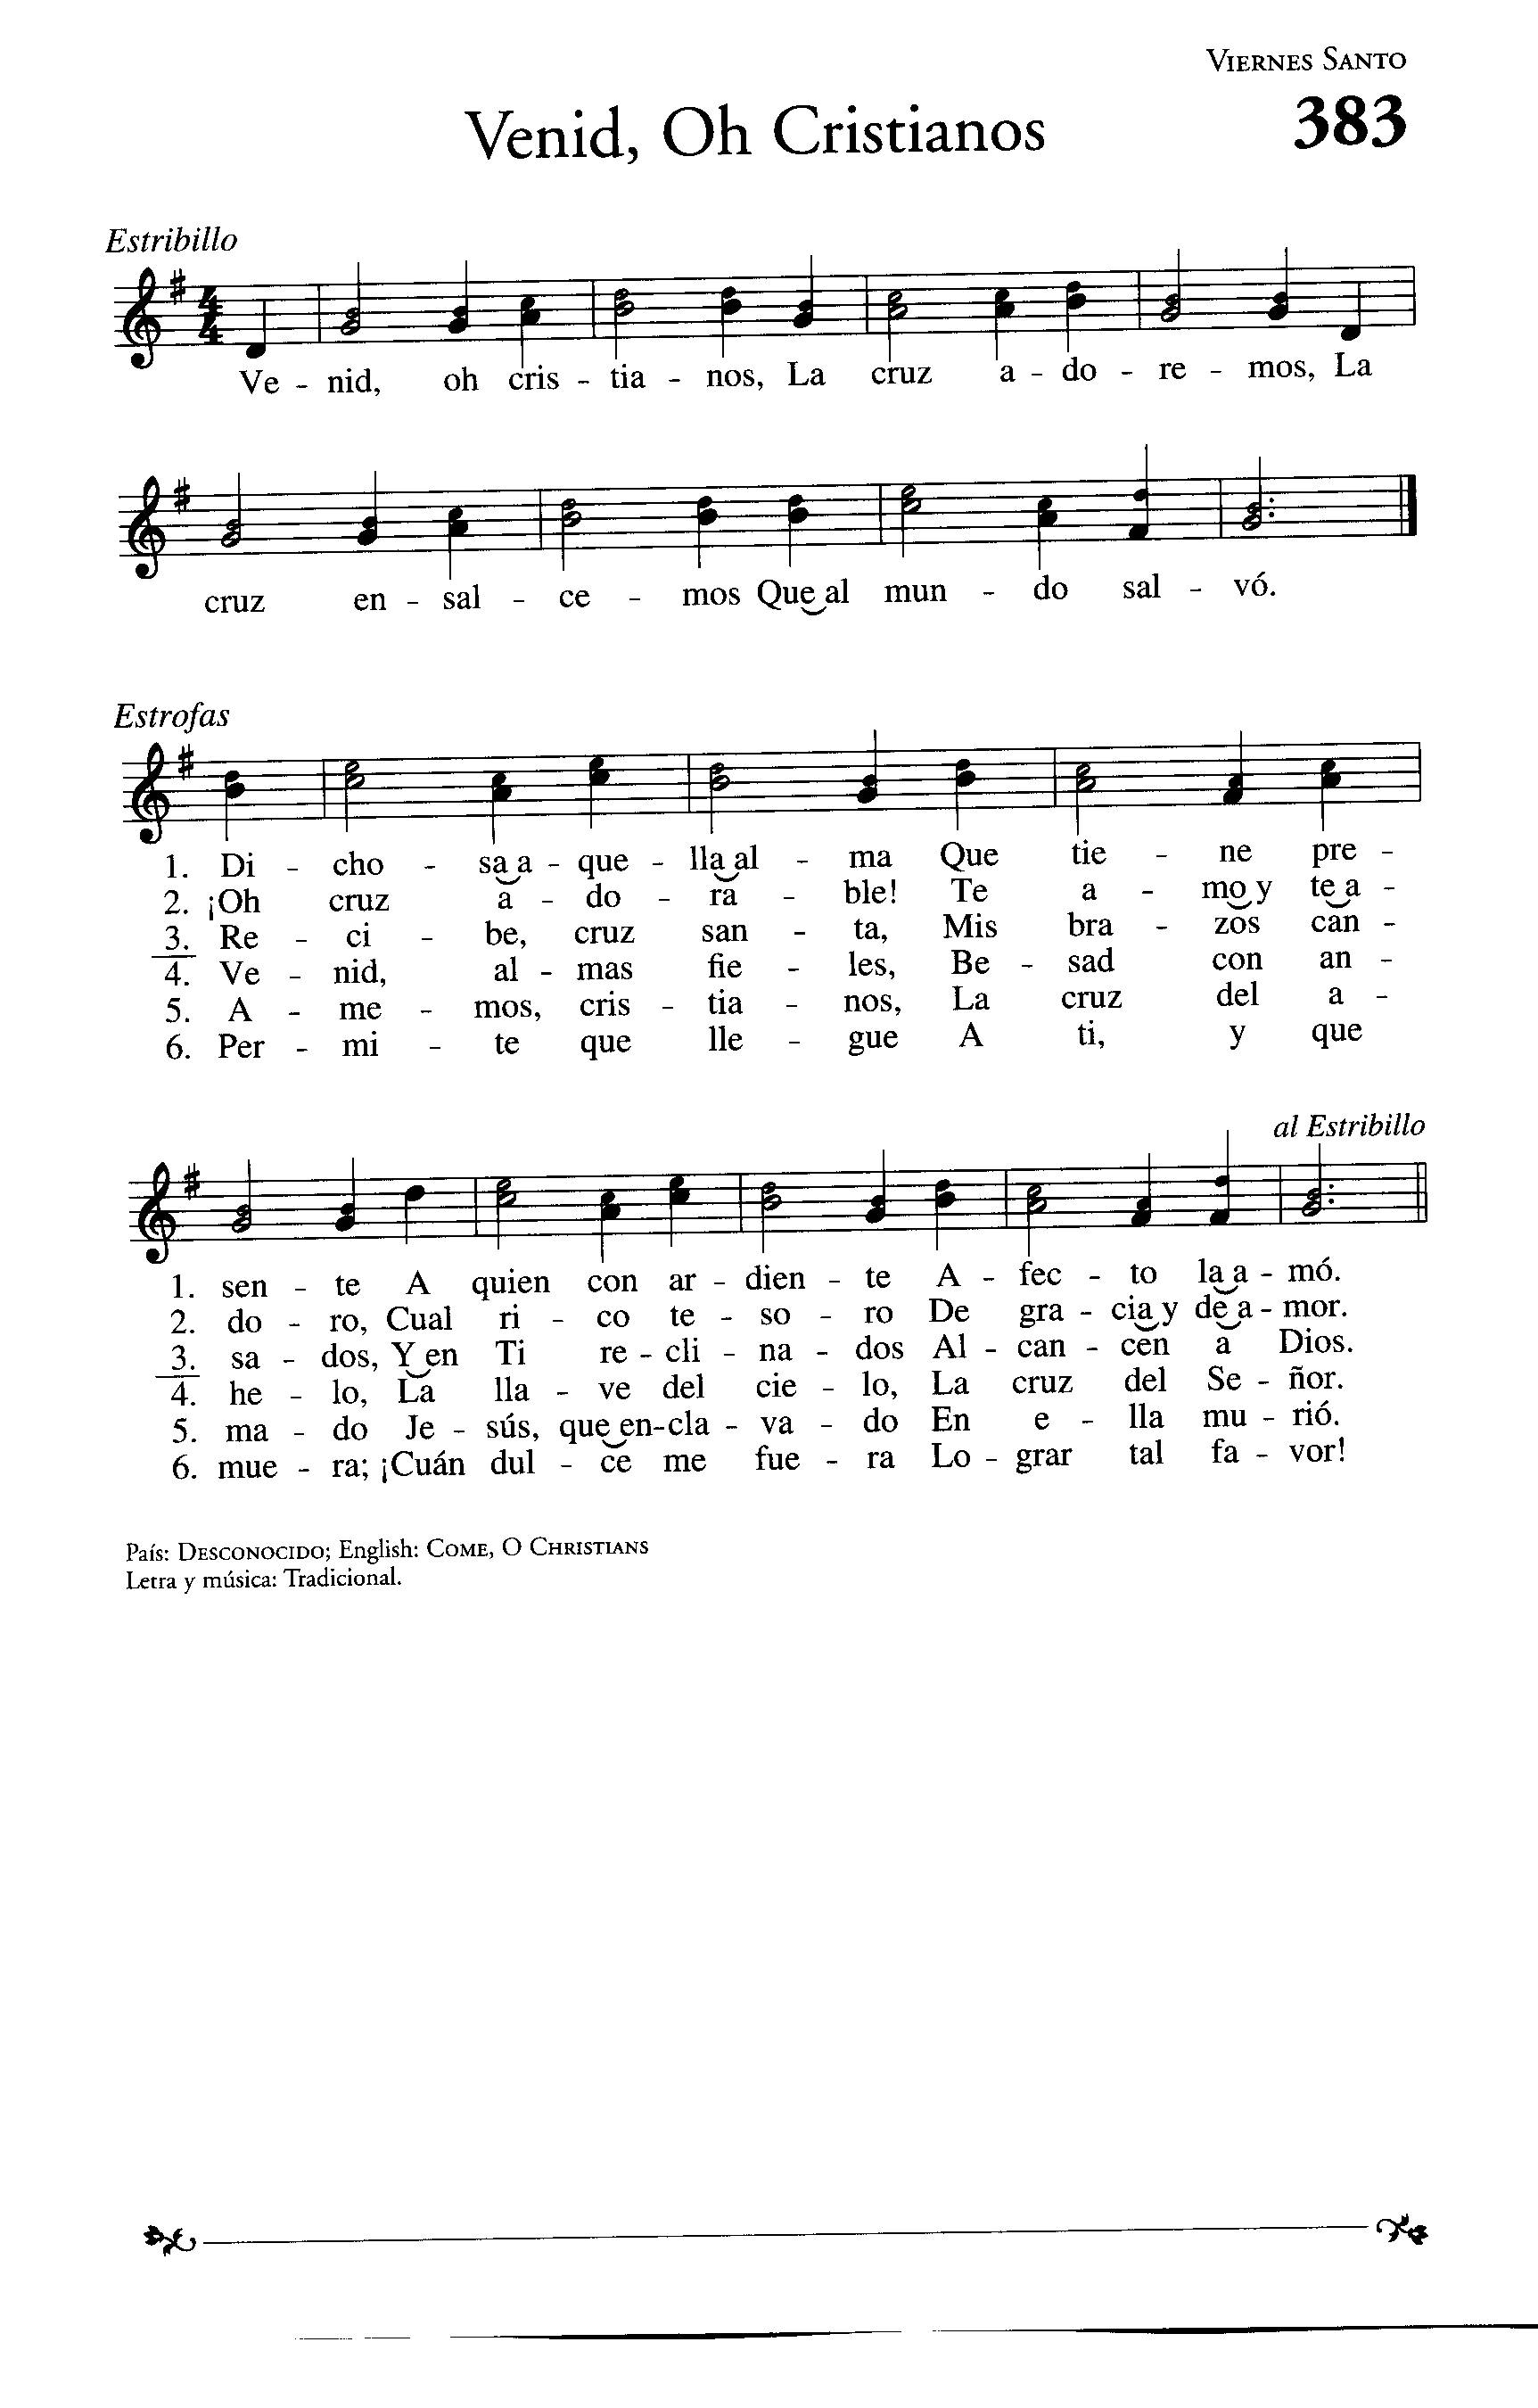 Viernes Santo
Venid, Oh Cristianos 383
Estribillo
4
4
Ve - nid, oh cris - tia - nos, La cruz a - do - re - mos, La
cruz en - sal - ce - mos Que al mun - do sal - vó.
Estrofas
1. Di - cho - sa a - que - lla al - ma Que tie - ne pre -
2. ¡Oh cruz a - do - ra - ble! Te a - mo y te a -
3. Re - ci - be, cruz san - ta, Mis bra - zos can -
4. Ve - nid, al - mas fie - les, Be - sad con an -
5. A - me - mos, cris - tia - nos, La cruz del a -
6. Per - mi - te que lle - gue A ti, y que
al Estribillo
1. sen - te A quien con ar - dien - te A - fec - to la a - mó.
2. do - ro, Cual ri - co te - so - ro De gra - cia y de a - mor.
3. sa - dos, Y en Ti re - cli - na - dos Al - can - cen a Dios.
4. he - lo, La lla - ve del cie - lo, La cruz del Se - ñor.
5. ma - do Je - sús, que en-cla - va - do En e - lla mu - rió.
6. mue - ra; ¡Cuán dul - ce me fue - ra Lo - grar tal fa - vor!
País: Desconocido; English: Come, O Christians
Letra y música: Tradicional.